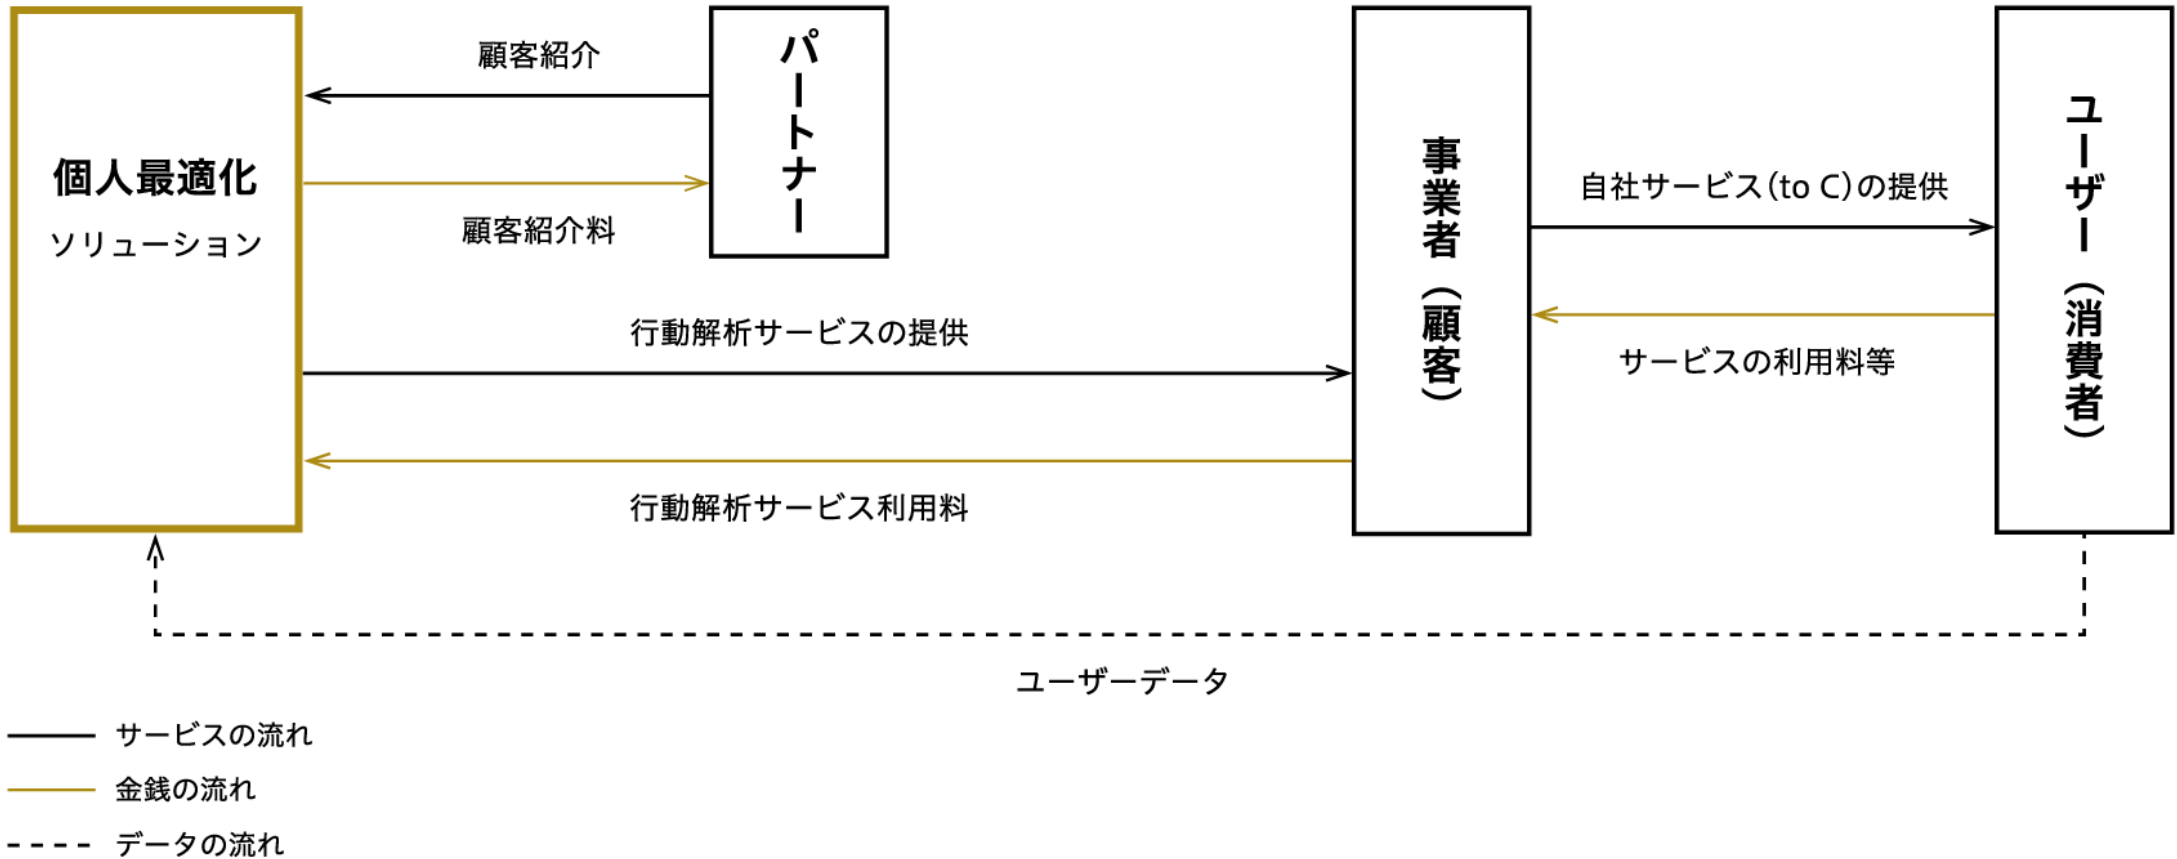 個人最適化
ソリューション
顧客紹介
顧客紹介料
パートナー
行動解析サービスの提供
行動解析サービス利用料
事業者（顧客）
自社サービス（to C）の提供
サービスの利用料等
ユーザー（消費者）
ユーザーデータ
サービスの流れ
金銭の流れ
データの流れ